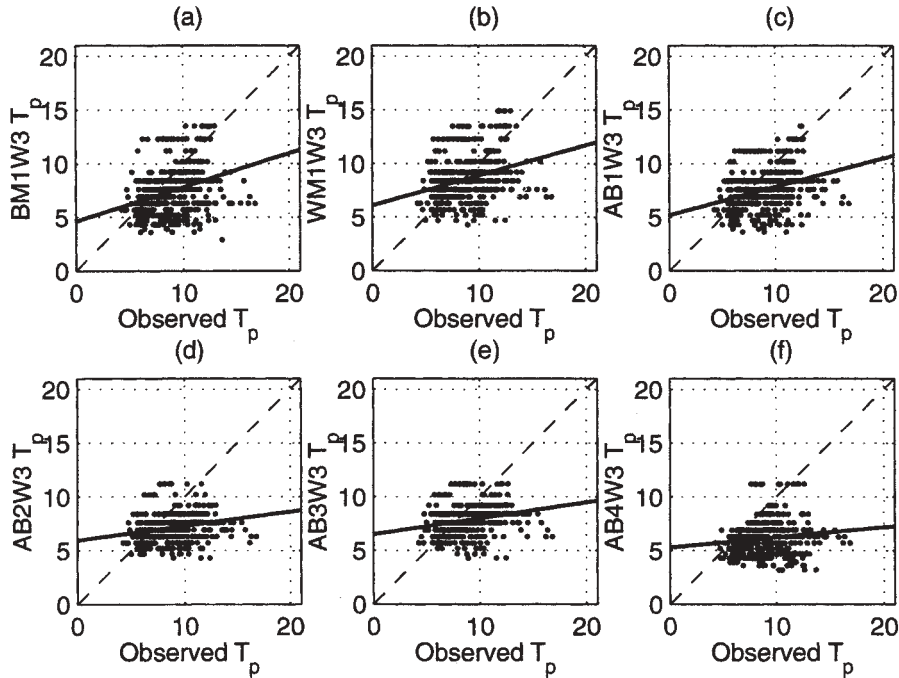 (a)
BM1W3 T_p
20
15
10
5
0
0 10 20
Observed T_p
(b)
WM1W3 T_p
20
15
10
5
0
0 10 20
Observed T_p
(c)
AB1W3 T_p
20
15
10
5
0
0 10 20
Observed T_p
(d)
AB2W3 T_p
20
15
10
5
0
0 10 20
Observed T_p
(e)
AB3W3 T_p
20
15
10
5
0
0 10 20
Observed T_p
(f)
AB4W3 T_p
20
15
10
5
0
0 10 20
Observed T_p